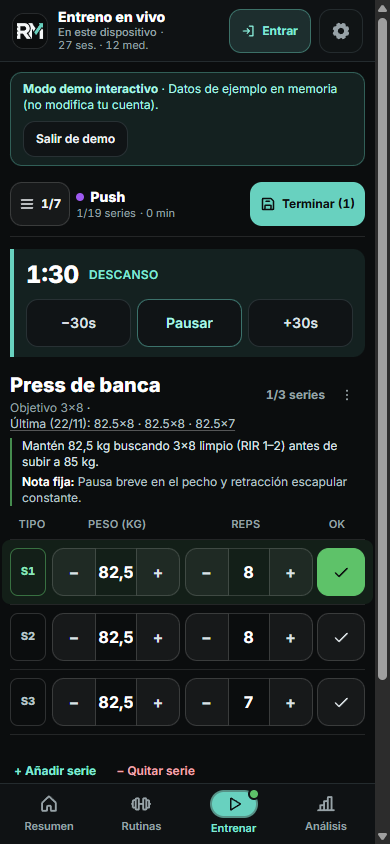 RM
Entreno en vivo
En este dispositivo ·
27 ses. · 12 med.
Entrar
Modo demo interactivo · Datos de ejemplo en memoria
(no modifica tu cuenta).
Salir de demo
1/7
Push
1/19 series · 0 min
Terminar (1)
1:30 DESCANSO
−30s
Pausar
+30s
Press de banca
Objetivo 3×8 ·
Última (22/11): 82.5×8 · 82.5×8 · 82.5×7
1/3 series
Mantén 82,5 kg buscando 3×8 limpio (RIR 1–2) antes de
subir a 85 kg.
Nota fija: Pausa breve en el pecho y retracción escapular
constante.
TIPO PESO (KG) REPS OK
S1 − 82,5 + − 8 +
S2 − 82,5 + − 8 +
S3 − 82,5 + − 7 +
+ Añadir serie − Quitar serie
Resumen Rutinas Entrenar Análisis